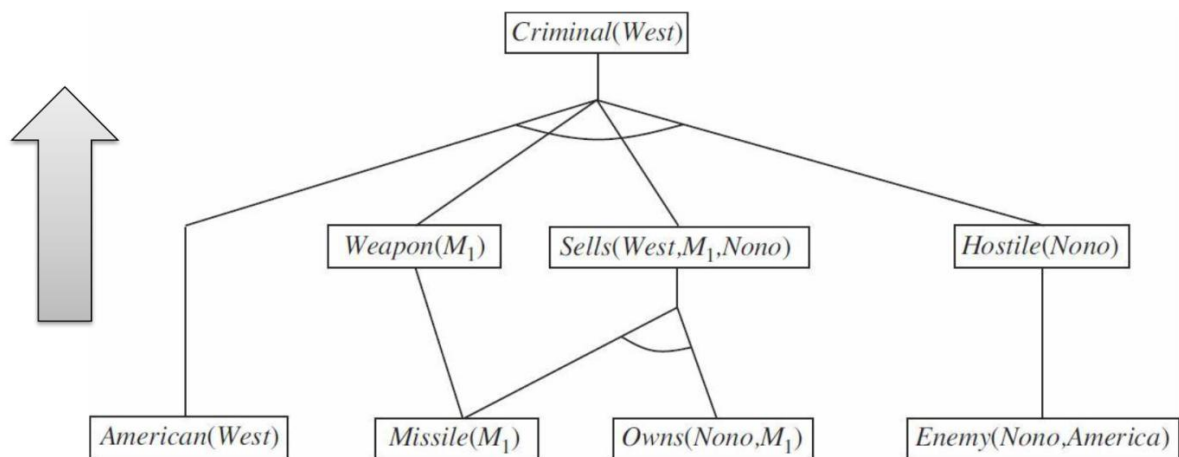 Criminal(West)
Weapon(M₁)
Sells(West,M₁,Nono)
Hostile(Nono)
American(West)
Missile(M₁)
Owns(Nono,M₁)
Enemy(Nono,America)